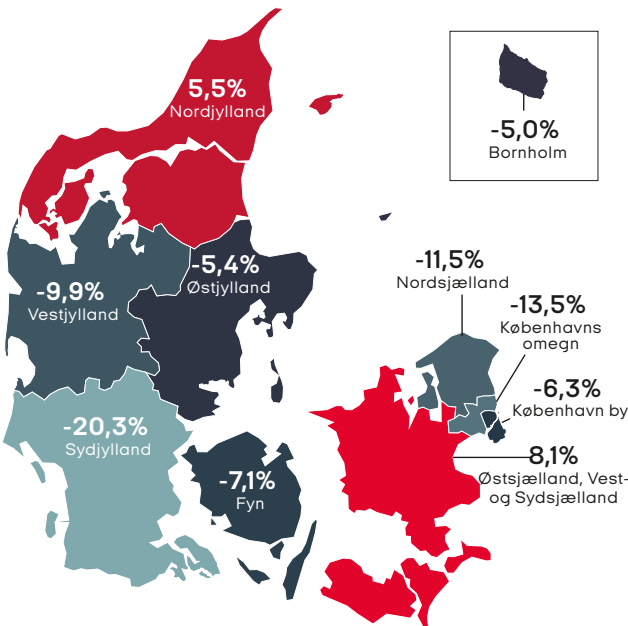 5,5%
Nordjylland
-5,0%
Bornholm
-5,4%
Østjylland
-9,9%
Vestjylland
-11,5%
Nordsjælland
-13,5%
Københavns
omegn
-6,3%
København by
-20,3%
Sydjylland
-7,1%
Fyn
8,1%
Østsjælland, Vest-
og Sydsjælland